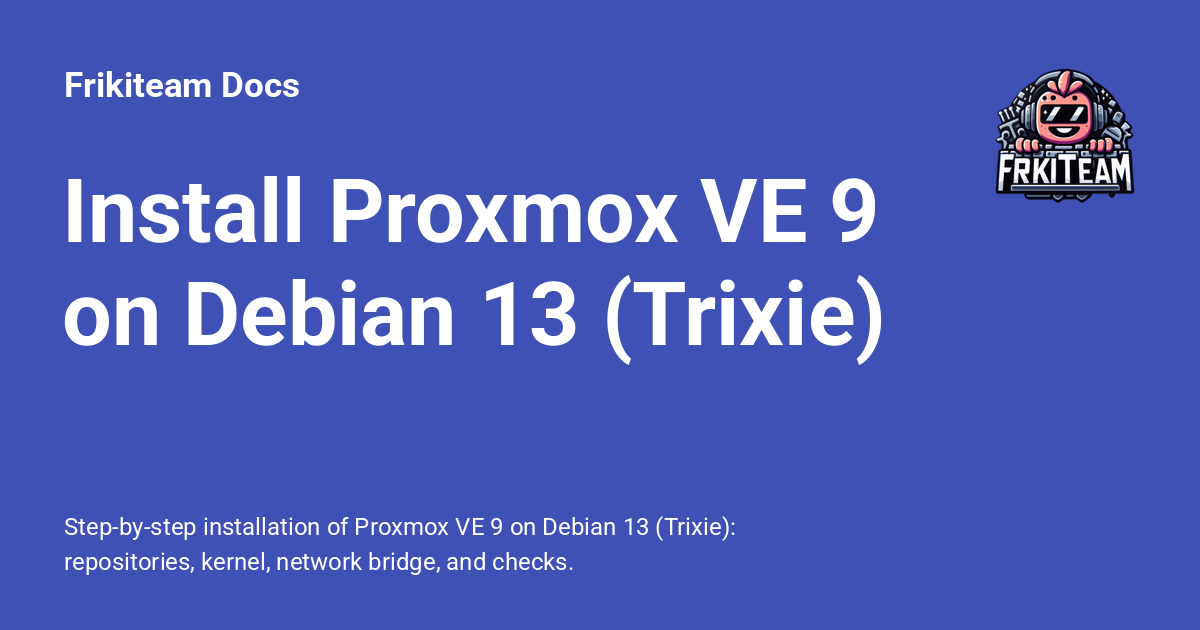 Frikiteam Docs
FRKITEAM
Install Proxmox VE 9
on Debian 13 (Trixie)
Step-by-step installation of Proxmox VE 9 on Debian 13 (Trixie):
repositories, kernel, network bridge, and checks.